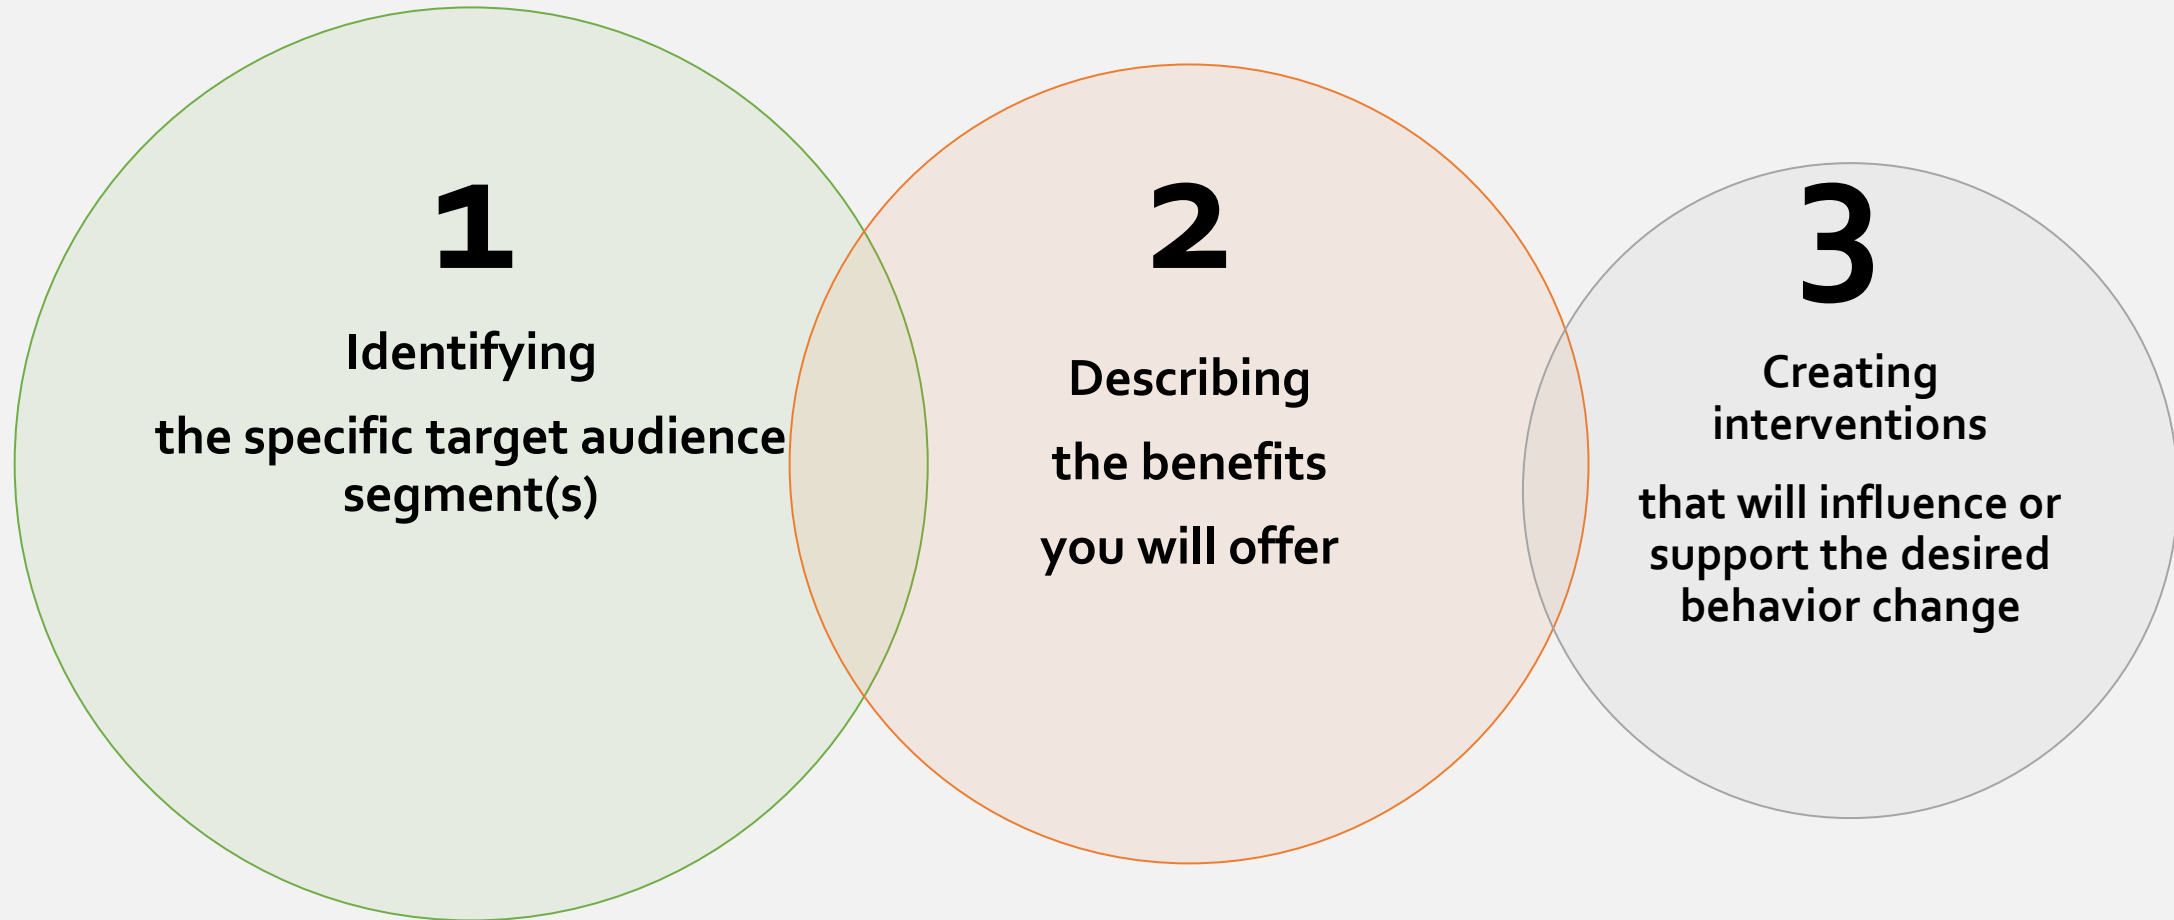 1
Identifying
the specific target audience
segment(s)
2
Describing
the benefits
you will offer
3
Creating
interventions
that will influence or
support the desired
behavior change